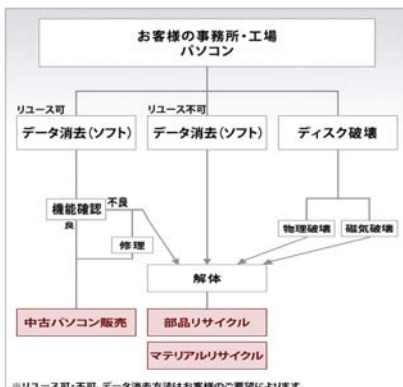 お客様の事務所・工場
パソコン
リユース可
リユース不可
データ消去(ソフト)
データ消去(ソフト)
ディスク破壊
機能確認
不良
良
修理
物理破壊
磁気破壊
解体
中古パソコン販売
部品リサイクル
マテリアルリサイクル
※リユース可・不可、データ消去方法はお客様のご要望によります。